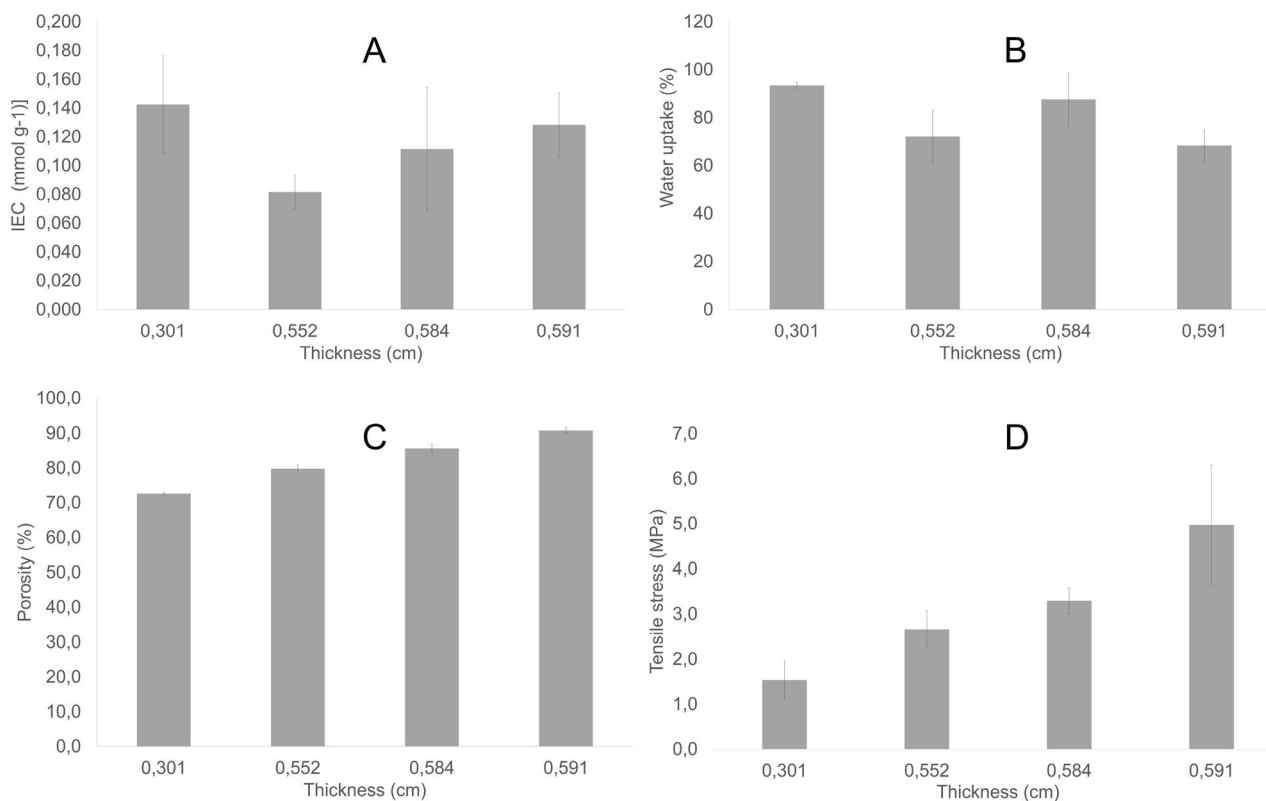 A
IEC (mmol g-1)]
0,200
0,180
0,160
0,140
0,120
0,100
0,080
0,060
0,040
0,020
0,000
0,301 0,552 0,584 0,591
Thickness (cm)
B
Water uptake (%)
120
100
80
60
40
20
0
0,301 0,552 0,584 0,591
Thickness (cm)
C
Porosity (%)
100,0
90,0
80,0
70,0
60,0
50,0
40,0
30,0
20,0
10,0
0,0
0,301 0,552 0,584 0,591
Thickness (cm)
D
Tensile stress (MPa)
7,0
6,0
5,0
4,0
3,0
2,0
1,0
0,0
0,301 0,552 0,584 0,591
Thickness (cm)